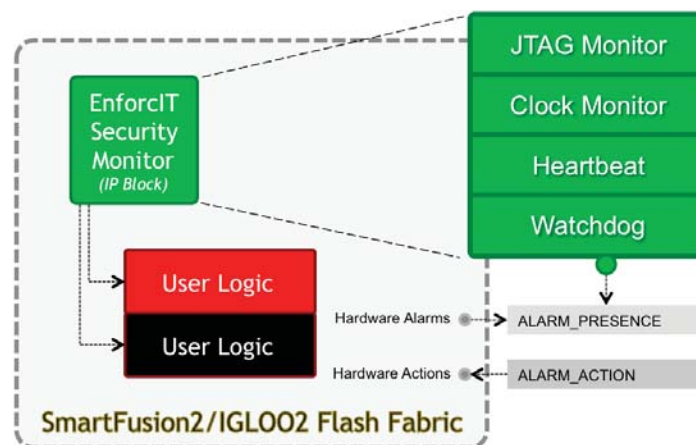 EnforcIT
Security
Monitor
(IP Block)
JTAG Monitor
Clock Monitor
Heartbeat
Watchdog
User Logic
User Logic
Hardware Alarms
ALARM_PRESENCE
Hardware Actions
ALARM_ACTION
SmartFusion2/IGLOO2 Flash Fabric